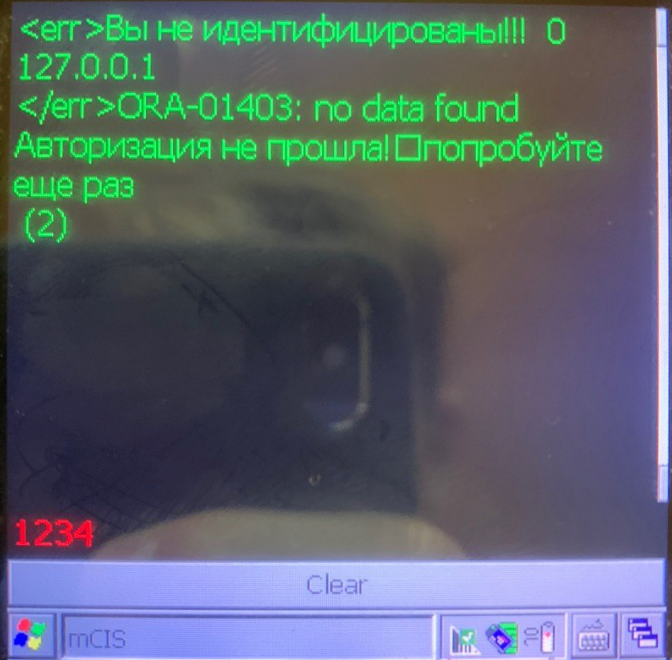 <err>Вы не идентифицированы!!! 0
127.0.0.1
</err>ORA-01403: no data found
Авторизация не прошла!□попробуйте
еще раз
(2)
1234
Clear
mCIS